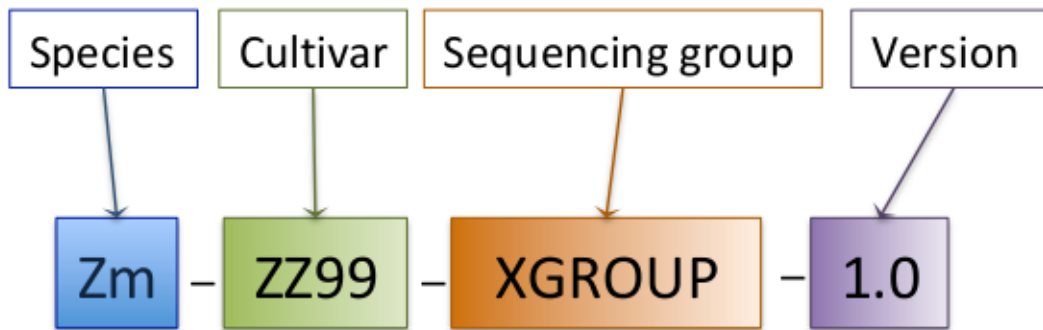 Species Cultivar Sequencing group Version
Zm – ZZ99 – XGROUP – 1.0